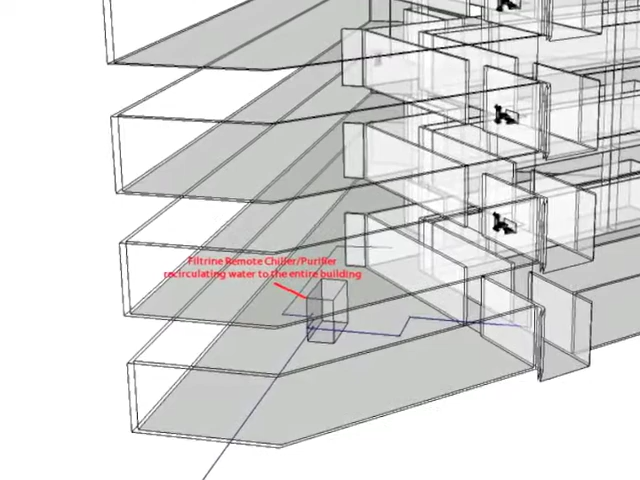 Filtrine Remote Chiller/Purifier
recirculating water to the entire building